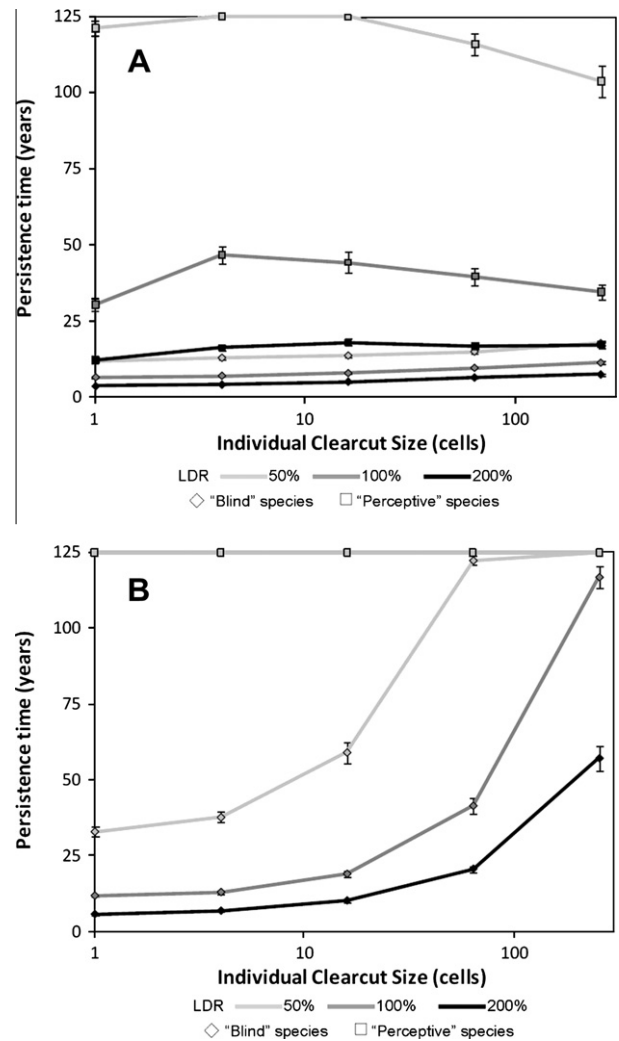 125
100
75
50
25
0
Persistence time (years)
A
1 10 100
Individual Clearcut Size (cells)
LDR 50% 100% 200%
"Blind" species "Perceptive" species
125
100
75
50
25
0
Persistence time (years)
B
1 10 100
Individual Clearcut Size (cells)
LDR 50% 100% 200%
"Blind" species "Perceptive" species